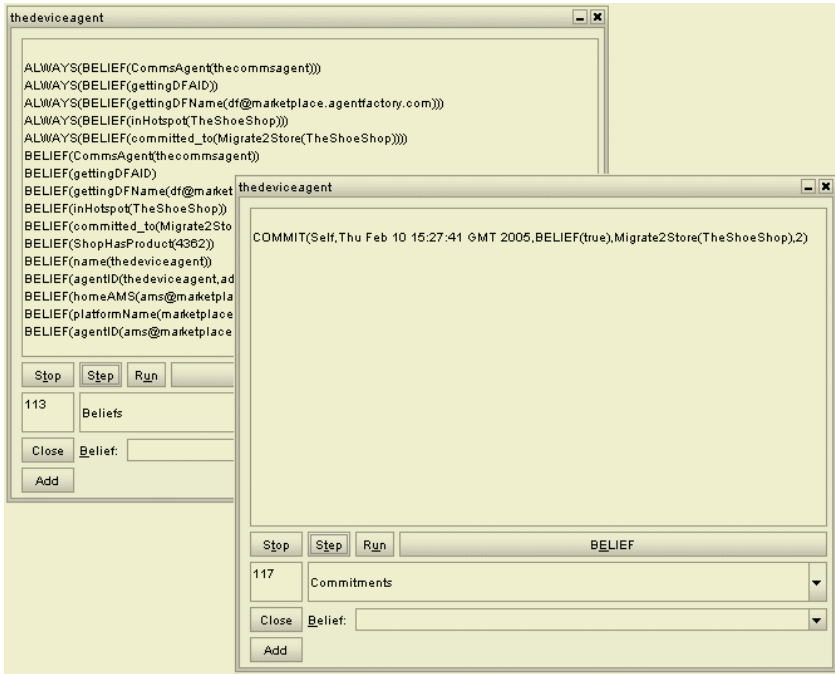 thedeviceagent
ALWAYS(BELIEF(CommsAgent(thecommsagent)))
ALWAYS(BELIEF(gettingDFAID))
ALWAYS(BELIEF(gettingDFName(df@marketplace.agentfactory.com)))
ALWAYS(BELIEF(inHotspot(TheShoeShop)))
ALWAYS(BELIEF(committed_to(Migrate2Store(TheShoeShop))))
BELIEF(CommsAgent(thecommsagent))
BELIEF(gettingDFAID)
BELIEF(gettingDFName(df@market
BELIEF(inHotspot(TheShoeShop))
BELIEF(committed_to(Migrate2Sto
BELIEF(ShopHasProduct(4362))
BELIEF(name(thedeviceagent))
BELIEF(agentID(thedeviceagent,ad
BELIEF(homeAMS(ams@marketpla
BELIEF(platformName(marketplace
BELIEF(agentID(ams@marketplace
Stop Step Run
113 Beliefs
Close Belief:
Add
thedeviceagent
COMMIT(Self,Thu Feb 10 15:27:41 GMT 2005,BELIEF(true),Migrate2Store(TheShoeShop),2)
Stop Step Run BELIEF
117 Commitments
Close Belief:
Add